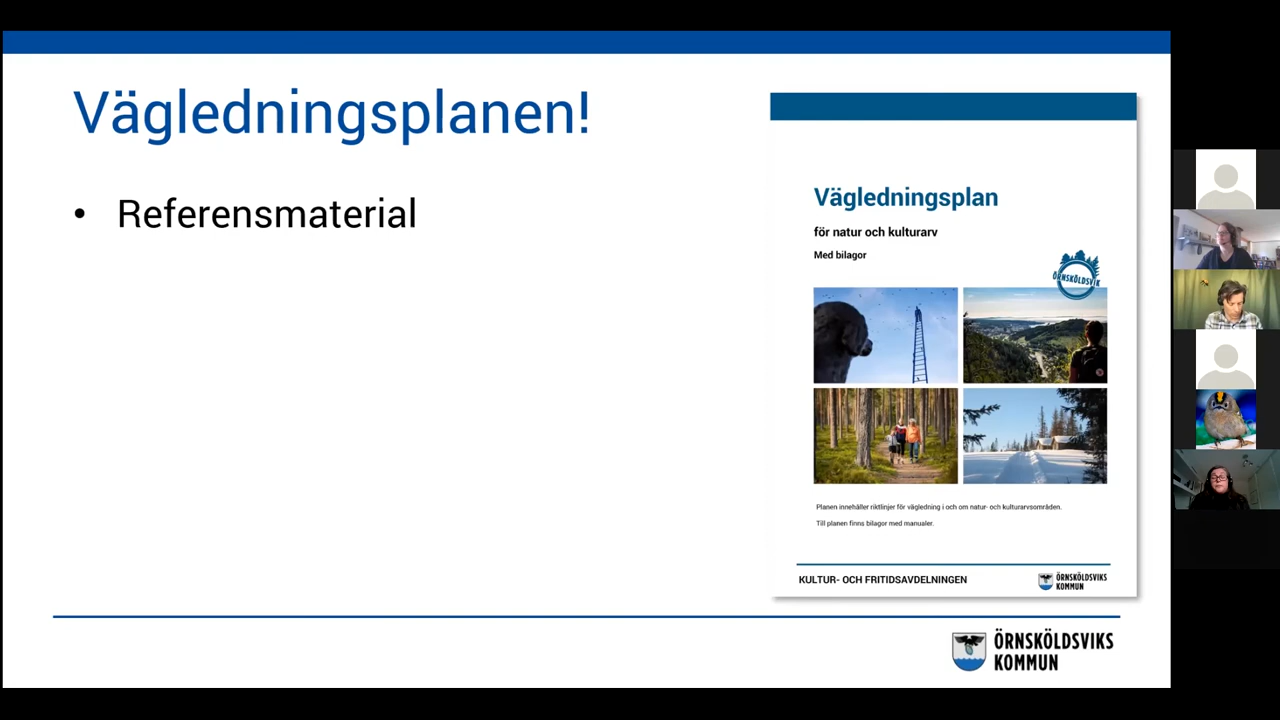 Vägledningsplanen!
• Referensmaterial
Vägledningsplan
för natur och kulturarv
Med bilagor
ÖRNSKÖLDSVIK
Planen innehåller riktlinjer för vägledning i och om natur- och kulturarvsområden.
Till planen finns bilagor med manualer.
KULTUR- OCH FRITIDSAVDELNINGEN
ÖRNSKÖLDSVIKS
KOMMUN
ÖRNSKÖLDSVIKS
KOMMUN